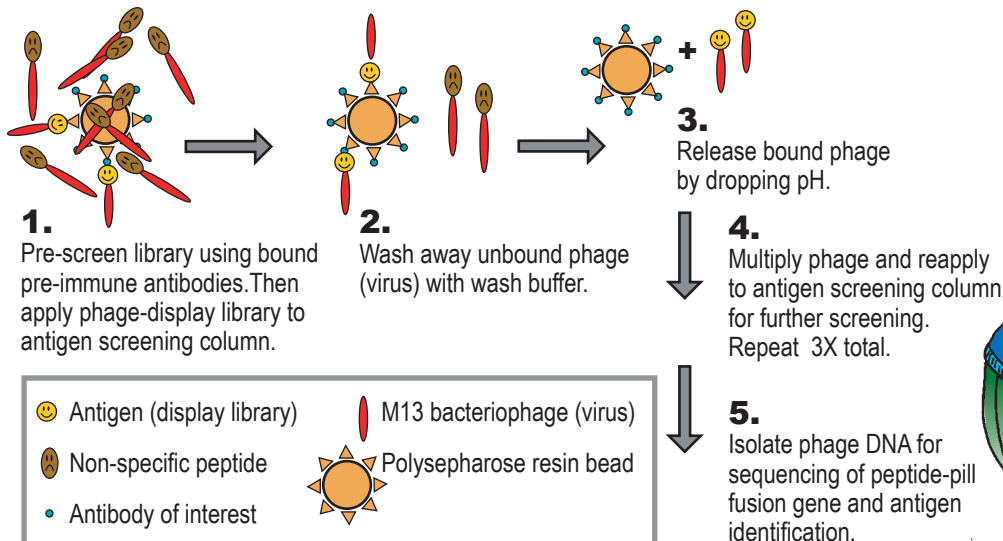 1.
Pre-screen library using bound
pre-immune antibodies.Then
apply phage-display library to
antigen screening column.
2.
Wash away unbound phage
(virus) with wash buffer.
+
3.
Release bound phage
by dropping pH.
4.
Multiply phage and reapply
to antigen screening column
for further screening.
Repeat 3X total.
5.
Isolate phage DNA for
sequencing of peptide-pill
fusion gene and antigen
identification.
Antigen (display library)
Non-specific peptide
Antibody of interest
M13 bacteriophage (virus)
Polysepharose resin bead